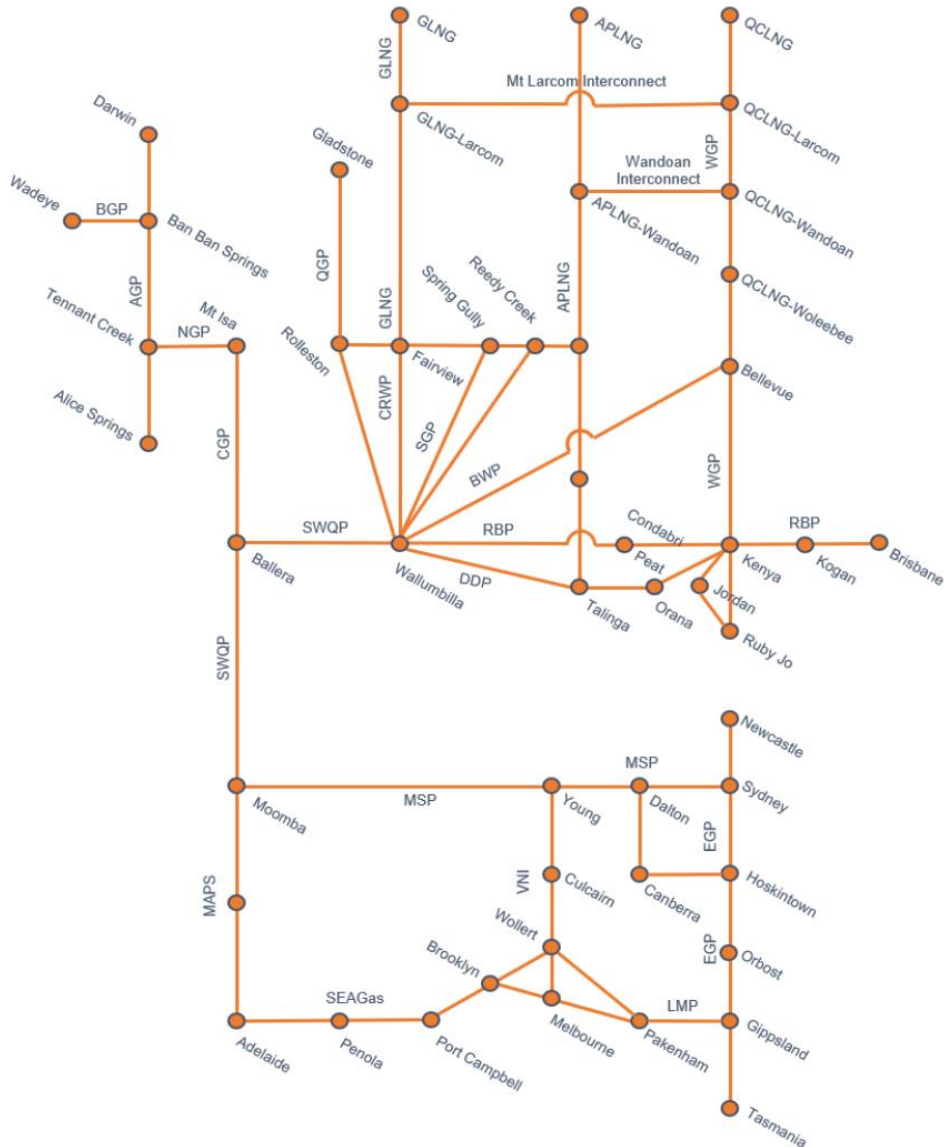 GLNG
APLNG
QCLNG
GLNG
Mt Larcom Interconnect
Darwin
GLNG-Larcom
QCLNG-Larcom
Gladstone
WGP
Wandoan
Interconnect
Wadeye
BGP
Ban Ban Springs
APLNG-Wandoan
QCLNG-Wandoan
QGP
AGP
GLNG
Spring Gully
Reedy Creek
APLNG
QCLNG-Woleebee
Tennant Creek
NGP
Mt Isa
Rolleston
Fairview
Bellevue
CRWP
Alice Springs
CGP
SGP
BWP
WGP
SWQP
RBP
Condabri
RBP
Ballera
Wallumbilla
Peat
Kenya
Kogan
Brisbane
DDP
Talinga
Orana
Jordan
Ruby Jo
SWQP
Newcastle
MSP
Moomba
MSP
Young
Dalton
Sydney
EGP
VNI
Culcairn
Canberra
Hoskintown
MAPS
Wollert
Brooklyn
EGP
Orbost
SEAGas
LMP
Adelaide
Penola
Port Campbell
Melbourne
Pakenham
Gippsland
Tasmania